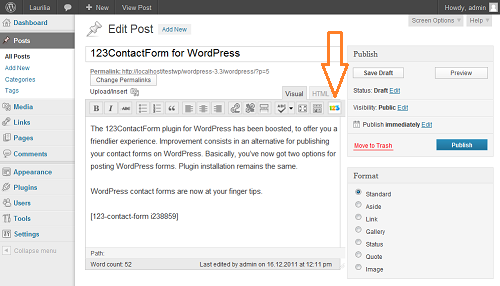 Laurilia
Howdy, admin
Screen Options
Help
Dashboard
Posts
All Posts
Add New
Categories
Tags
Media
Links
Pages
Comments
Appearance
Plugins
Users
Tools
Settings
Collapse menu
Edit Post Add New
123ContactForm for WordPress
Permalink: http://localhost/testwp/wordpress-3.3/wordpress/?p=5
Change Permalinks
Upload/Insert
Visual HTML
B I ABC
The 123ContactForm plugin for WordPress has been boosted, to offer you a
friendlier experience. Improvement consists in an alternative for publishing
your contact forms on WordPress. Basically, you've now got two options for
posting WordPress forms. Plugin installation remains the same.
WordPress contact forms are now at your finger tips.
[123-contact-form i238859]
Path:
Word count: 52 Last edited by admin on 16.12.2011 at 12:11 pm
Publish
Save Draft Preview
Status: Draft Edit
Visibility: Public Edit
Publish immediately Edit
Move to Trash Publish
Format
Standard
Aside
Link
Gallery
Status
Quote
Image